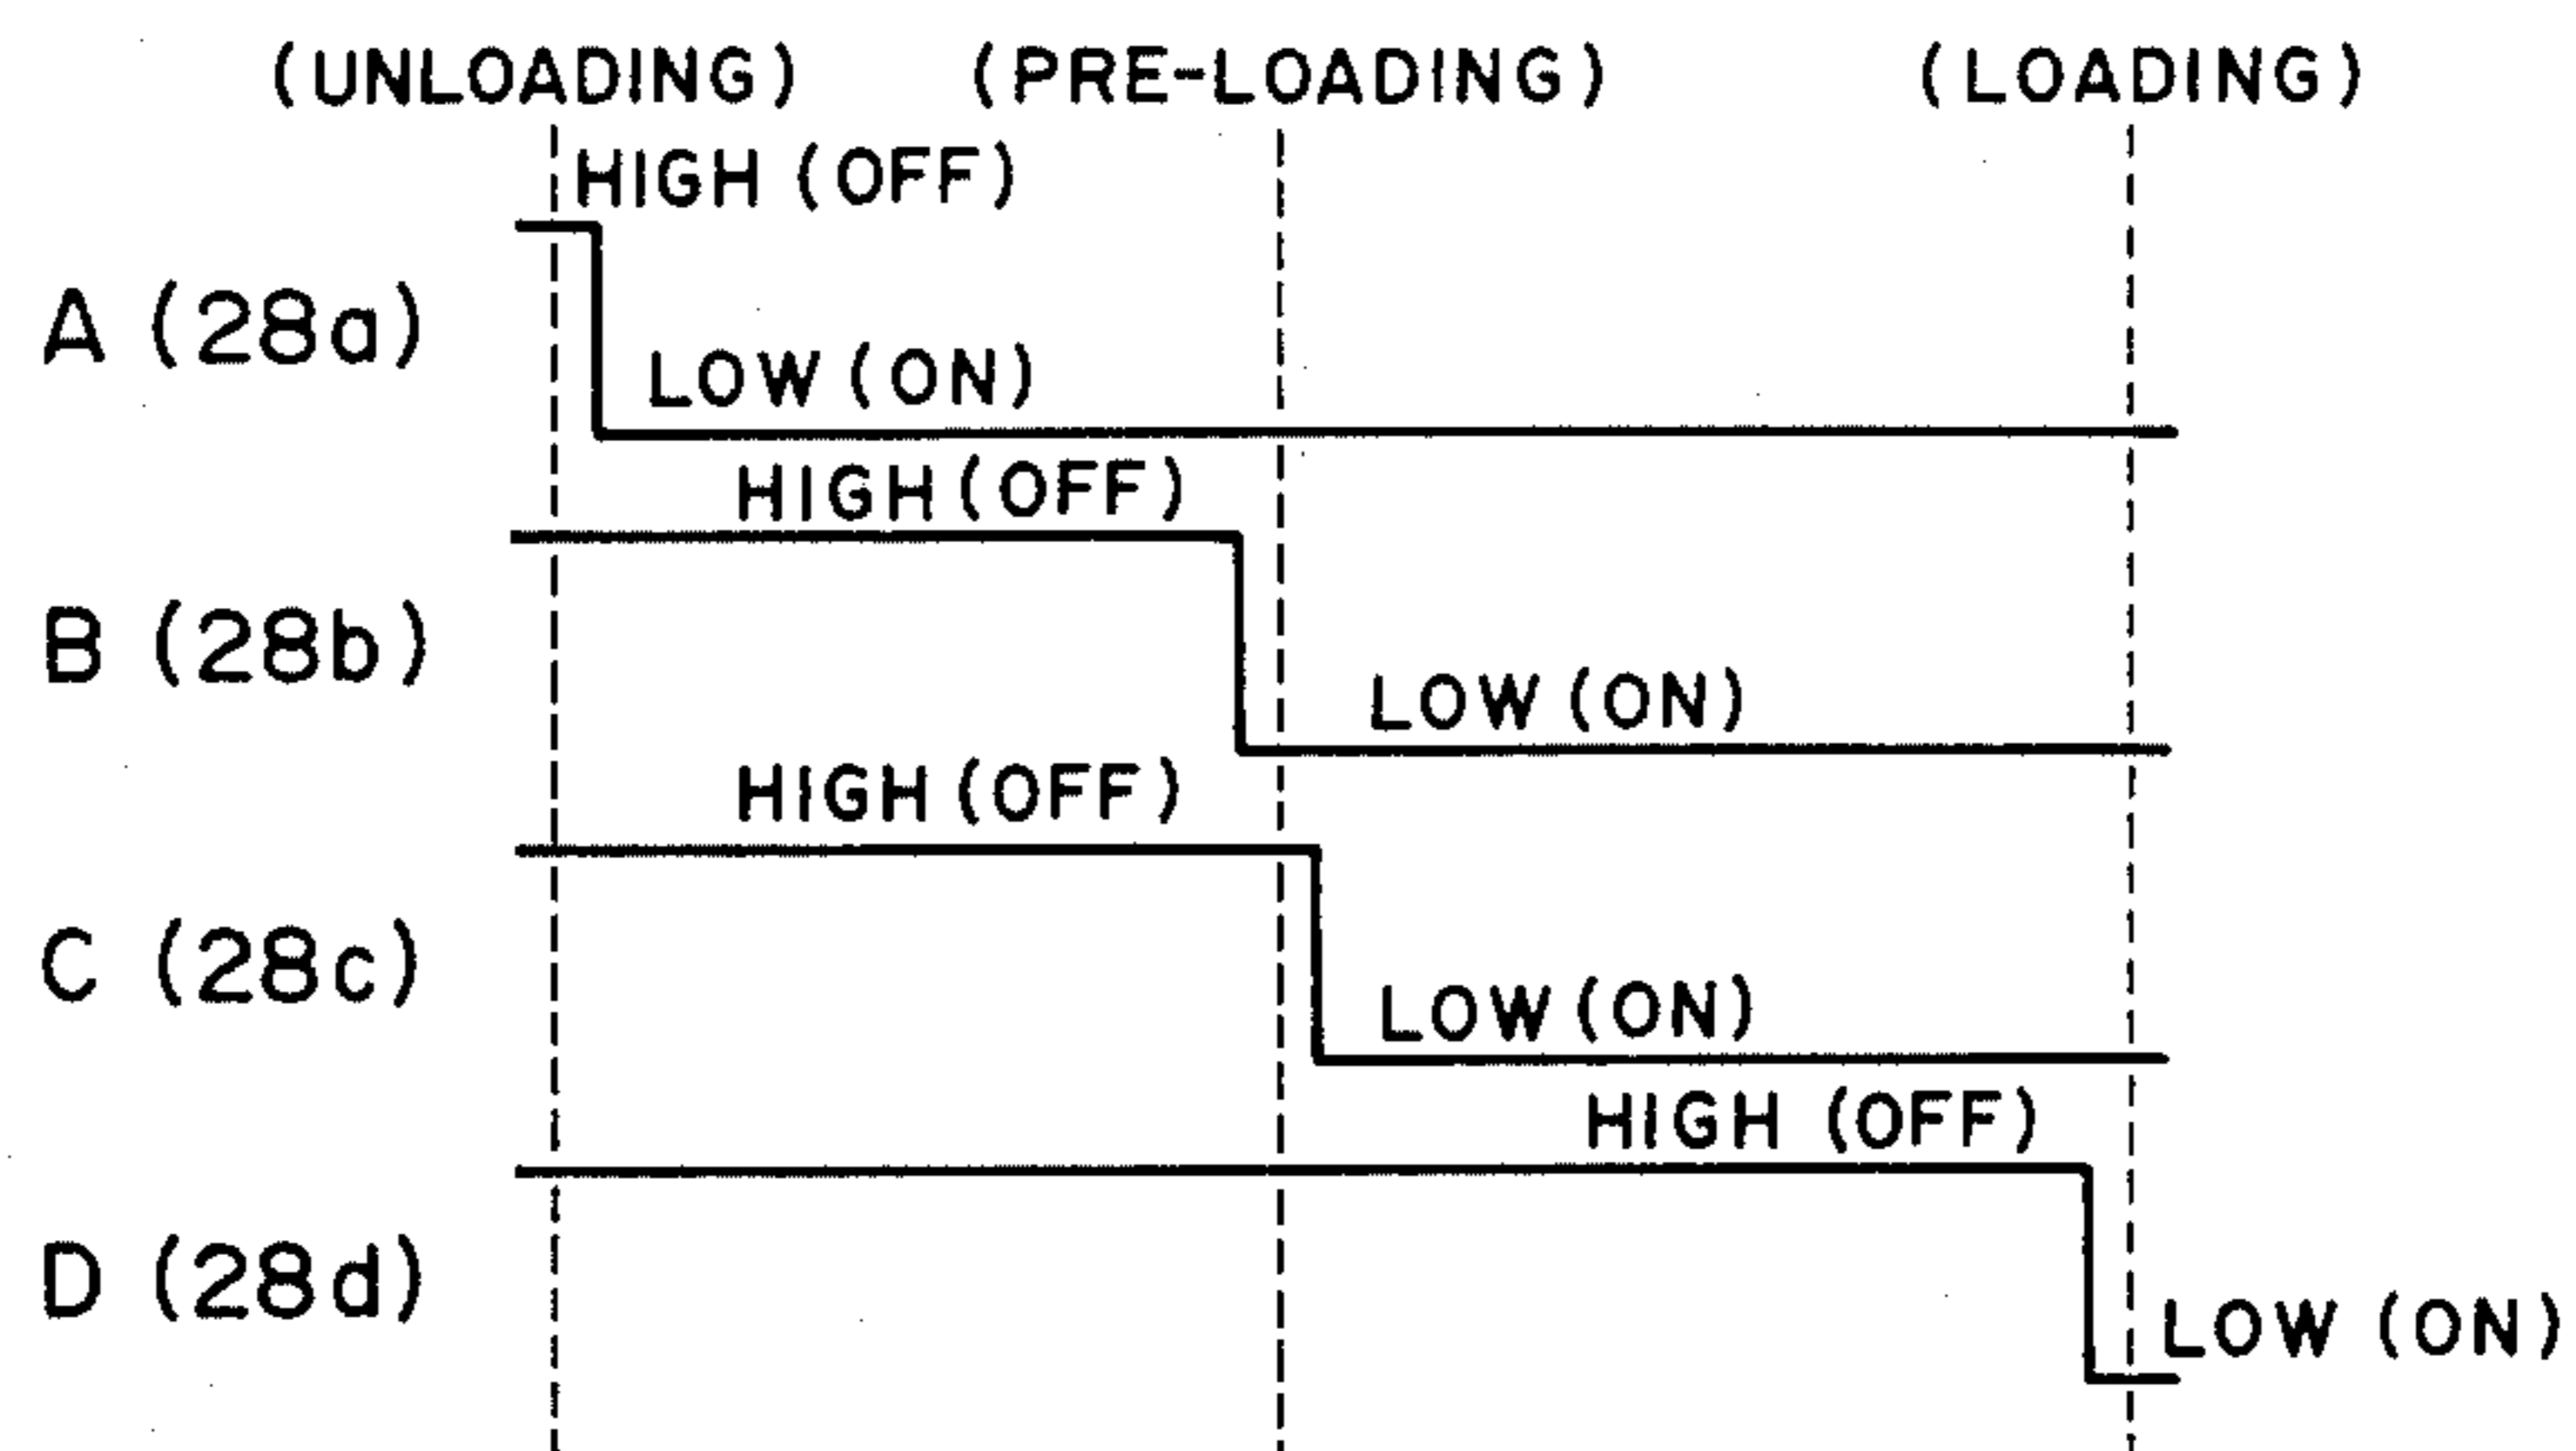 (UNLOADING) (PRE-LOADING) (LOADING)
HIGH (OFF)
A (28a)
LOW (ON)
HIGH (OFF)
B (28b)
LOW (ON)
HIGH (OFF)
C (28c)
LOW (ON)
HIGH (OFF)
D (28d)
LOW (ON)